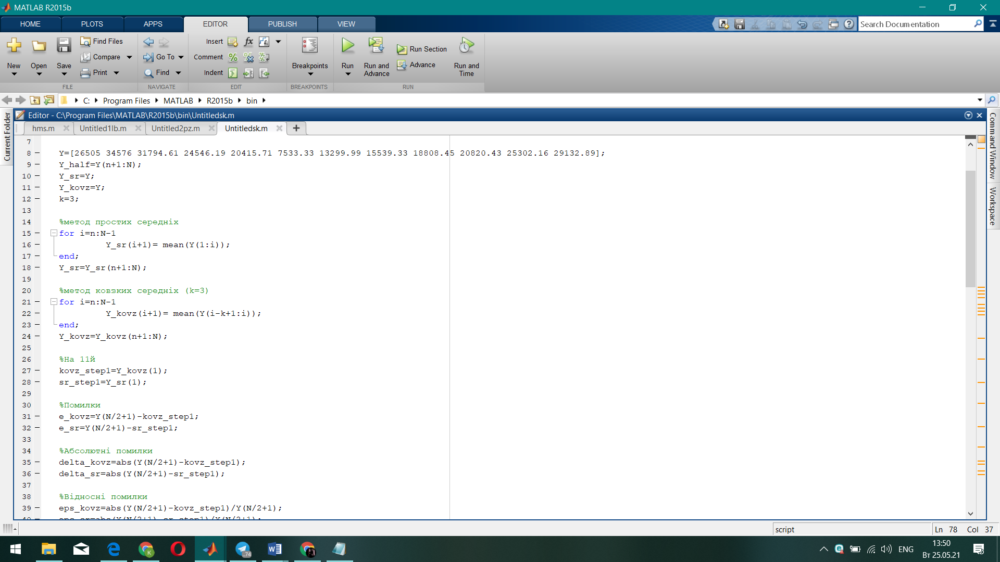 MATLAB R2015b
HOME PLOTS APPS EDITOR PUBLISH VIEW
Search Documentation
New Open Save Find Files Compare Print
Go To Find
Insert Comment Indent
Breakpoints
Run Run and Advance Run Section Advance Run and Time
FILE NAVIGATE EDIT BREAKPOINTS RUN
C: Program Files MATLAB R2015b bin
Current Folder
Editor - C:\Program Files\MATLAB\R2015b\bin\Untitledsk.m
hms.m Untitled1lb.m Untitled2pz.m Untitledsk.m
Command Window
Workspace
7
8 Y=[26505 34576 31794.61 24546.19 20415.71 7533.33 13299.99 15539.33 18808.45 20820.43 25302.16 29132.89];
9 Y_half=Y(n+1:N);
10 Y_sr=Y;
11 Y_kovz=Y;
12 k=3;
13
14 %метод простих середніх
15 for i=n:N-1
16 Y_sr(i+1)= mean(Y(1:i));
17 end;
18 Y_sr=Y_sr(n+1:N);
19
20 %метод ковзких середніх (k=3)
21 for i=n:N-1
22 Y_kovz(i+1)= mean(Y(i-k+1:i));
23 end;
24 Y_kovz=Y_kovz(n+1:N);
25
26 %На 11й
27 kovz_step1=Y_kovz(1);
28 sr_step1=Y_sr(1);
29
30 %Помилки
31 e_kovz=Y(N/2+1)-kovz_step1;
32 e_sr=Y(N/2+1)-sr_step1;
33
34 %Абсолютні помилки
35 delta_kovz=abs(Y(N/2+1)-kovz_step1);
36 delta_sr=abs(Y(N/2+1)-sr_step1);
37
38 %Відносні помилки
39 eps_kovz=abs(Y(N/2+1)-kovz_step1)/Y(N/2+1);
40 eps_sr=abs(Y(N/2+1)-sr_step1)/Y(N/2+1);
script Ln 78 Col 37
..74
ENG
13:50
Вт 25.05.21